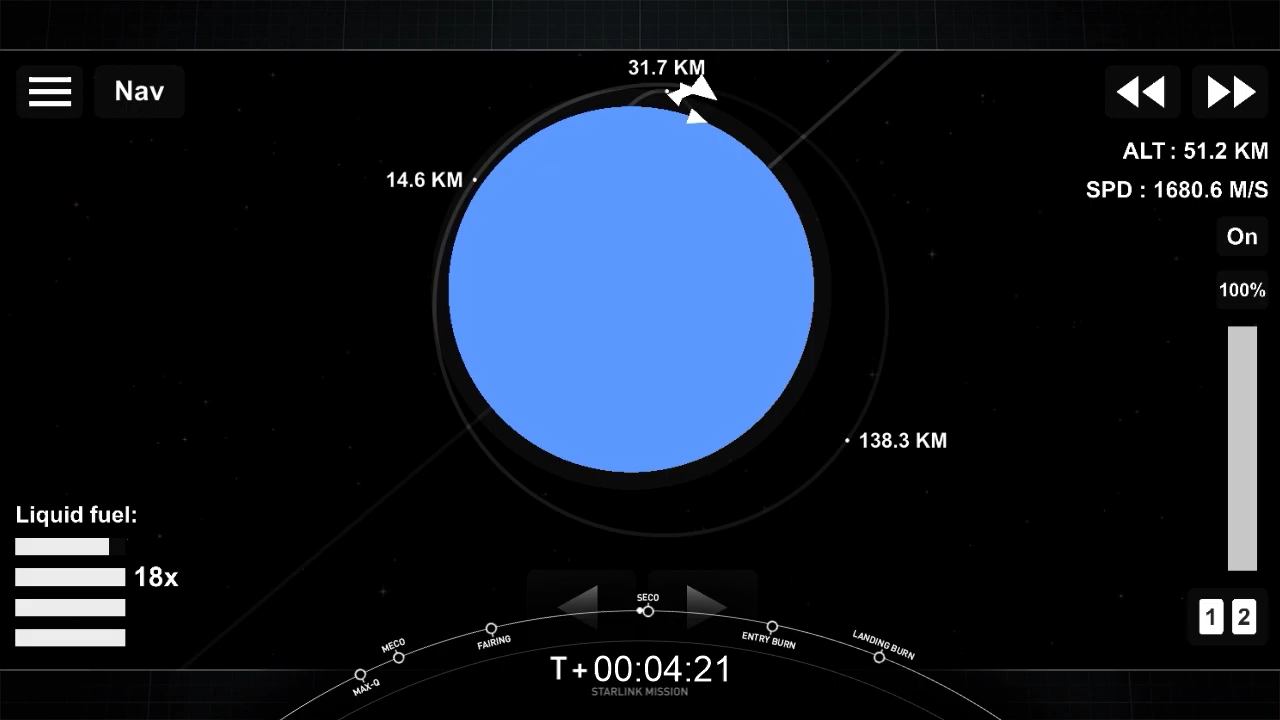 31.7 KM
Nav
ALT : 51.2 KM
14.6 KM
SPD : 1680.6 M/S
On
100%
138.3 KM
Liquid fuel:
18x
1 2
MAX-Q
MECO
FAIRING
SECO
ENTRY BURN
LANDING BURN
T+00:04:21
STARLINK MISSION